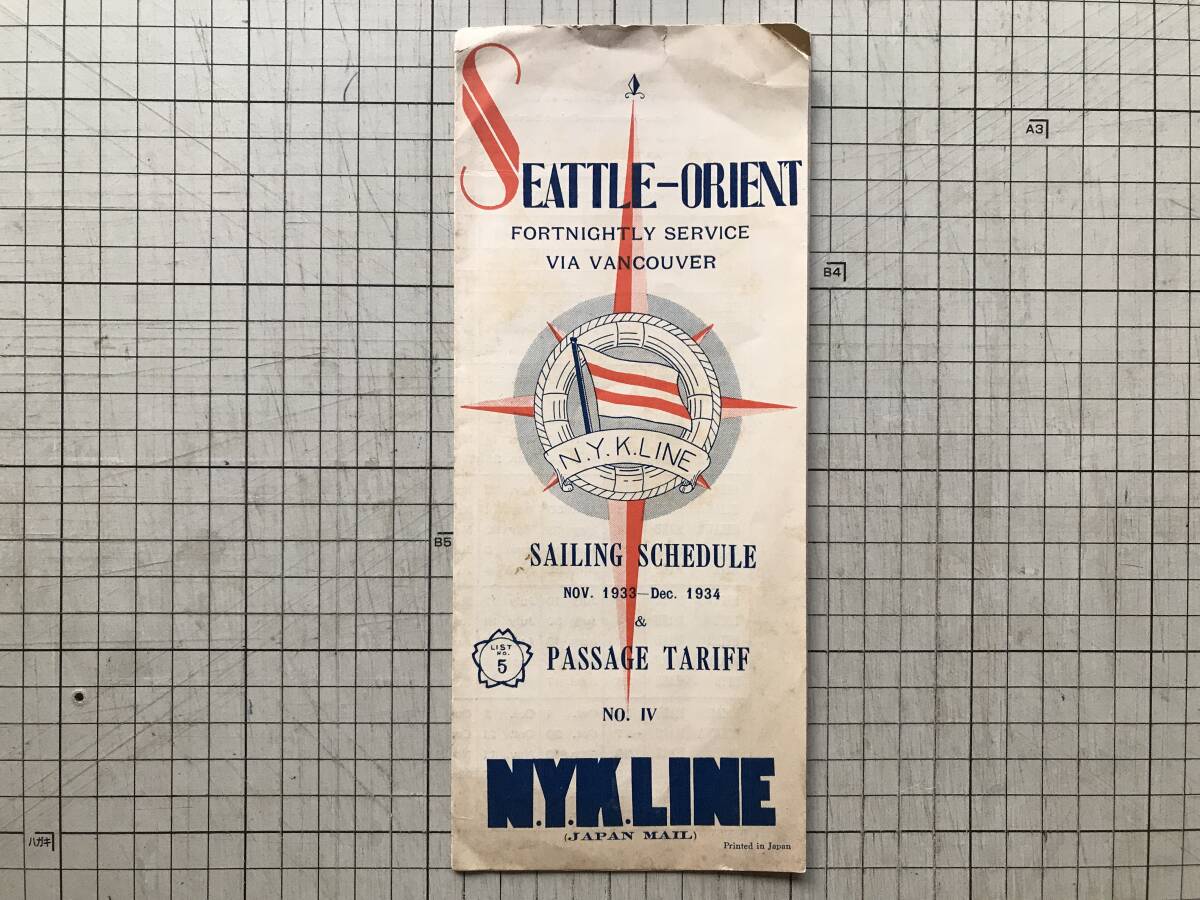 SEATTLE-ORIENT
FORTNIGHTLY SERVICE
VIA VANCOUVER
N.Y.K.LINE
SAILING SCHEDULE
NOV. 1933—Dec. 1934
&
LIST
NO.
5
PASSAGE TARIFF
NO. IV
N.Y.K.LINE
(JAPAN MAIL)
Printed in Japan
A3
B4
B5
ハガキ